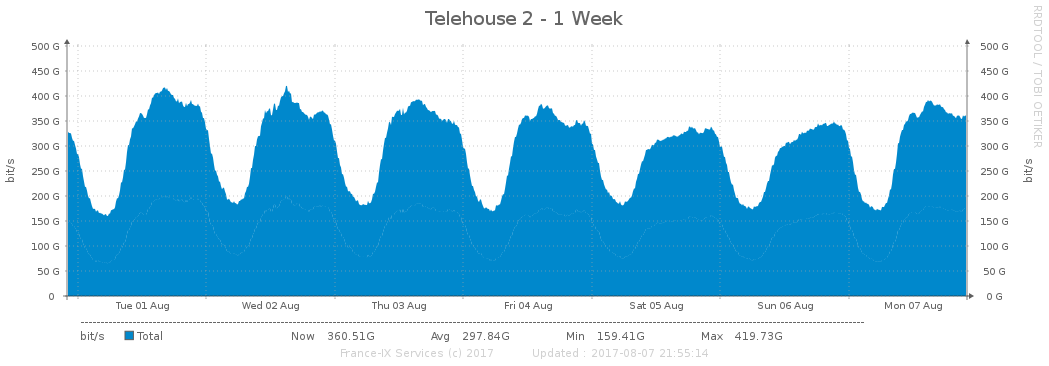 Telehouse 2 - 1 Week
RRDTOOL / TOBI OETIKER
500 G 500 G
450 G 450 G
400 G 400 G
350 G 350 G
300 G 300 G
250 G 250 G
200 G 200 G
150 G 150 G
100 G 100 G
50 G 50 G
0 0 G
bit/s
bit/s
Tue 01 Aug Wed 02 Aug Thu 03 Aug Fri 04 Aug Sat 05 Aug Sun 06 Aug Mon 07 Aug
bit/s Total Now 360.51G Avg 297.84G Min 159.41G Max 419.73G
France-IX Services (c) 2017 Updated : 2017-08-07 21:55:14